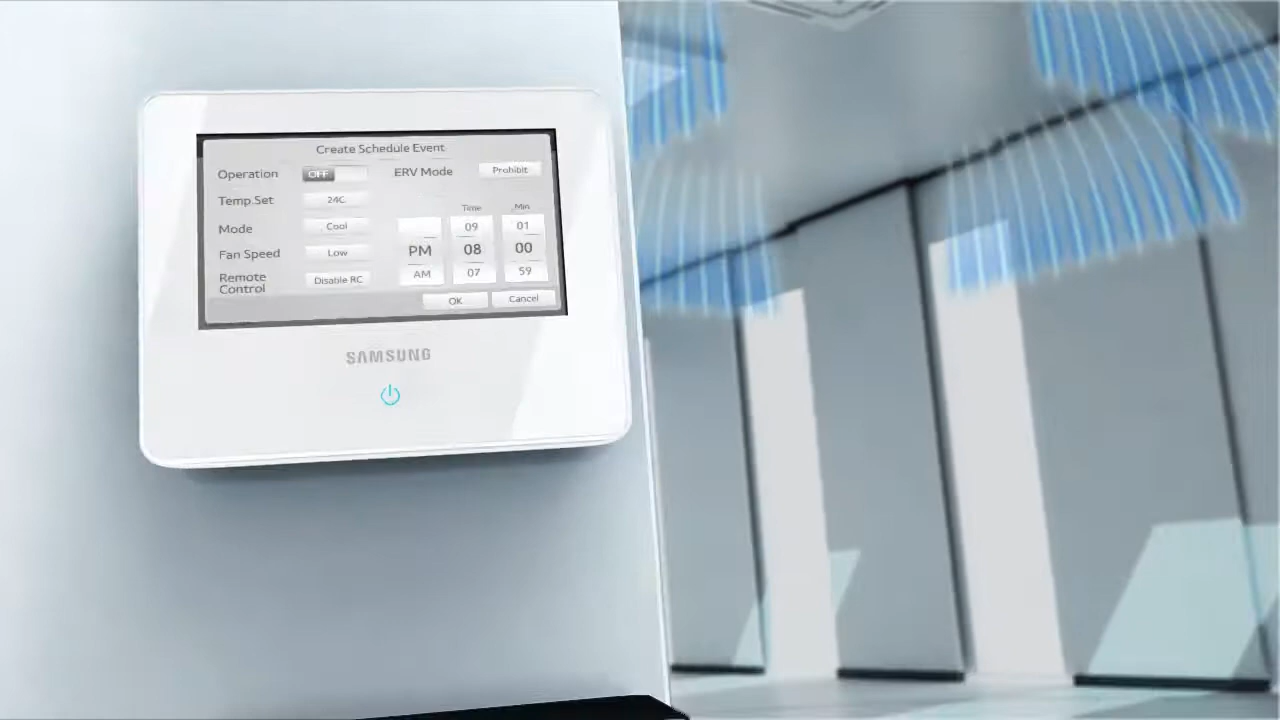 Create Schedule Event
Operation OFF ERV Mode Prohibit
Temp.Set 24C
Time Min
Mode Cool 09 01
Fan Speed Low PM 08 00
Remote Control Disable RC AM 07 59
OK Cancel
SAMSUNG